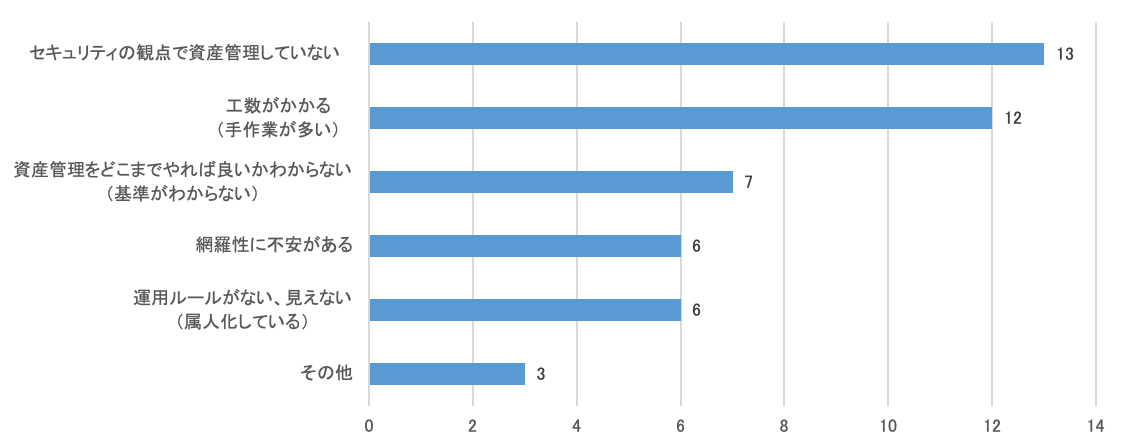 セキュリティの観点で資産管理していない
13
工数がかかる
（手作業が多い）
12
資産管理をどこまでやれば良いかわからない
（基準がわからない）
7
網羅性に不安がある
6
運用ルールがない、見えない
（属人化している）
6
その他
3
0 2 4 6 8 10 12 14